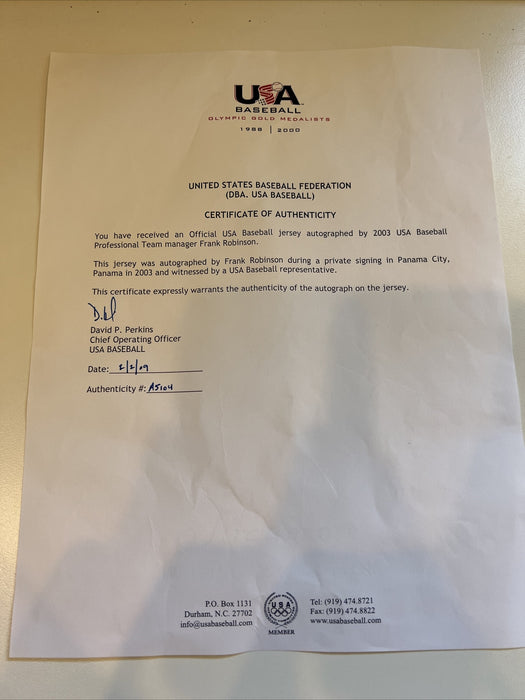 USA
BASEBALL
OLYMPIC GOLD MEDALISTS
1988 | 2000
UNITED STATES BASEBALL FEDERATION
(DBA. USA BASEBALL)
CERTIFICATE OF AUTHENTICITY
You have received an Official USA Baseball jersey autographed by 2003 USA Baseball
Professional Team manager Frank Robinson.
This jersey was autographed by Frank Robinson during a private signing in Panama City,
Panama in 2003 and witnessed by a USA Baseball representative.
This certificate expressly warrants the authenticity of the autograph on the jersey.
David P. Perkins
Chief Operating Officer
USA BASEBALL
Date: 2/2/09
Authenticity #: A5104
P.O. Box 1131
Durham, N.C. 27702
info@usabaseball.com
USA
MEMBER
Tel: (919) 474.8721
Fax: (919) 474.8822
www.usabaseball.com